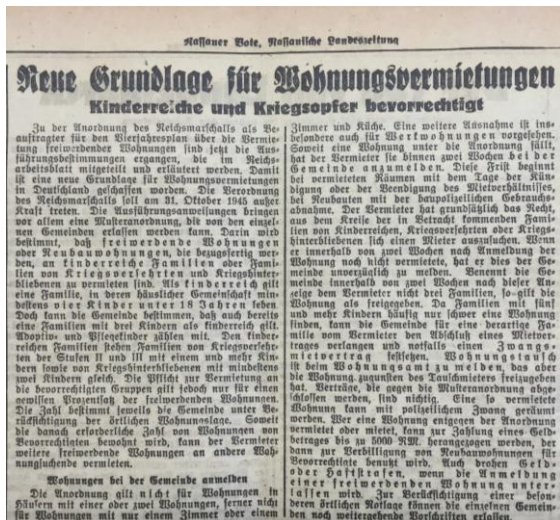 Nassauer Bote, Nassauische Landeszeitung
Neue Grundlage für Wohnungsvermietungen
Kinderreiche und Kriegsopfer bevorrechtigt
Zu der Anordnung des Reichsmarschalls als Be-
auftragter für den Vierjahresplan über die Vermie-
tung freiwerdender Wohnungen sind jetzt die Aus-
führungsbestimmungen ergangen, die im Reichs-
arbeitsblatt mitgeteilt und erläutert werden. Damit
ist eine neue Grundlage für Wohnungsvermietungen
in Deutschland geschaffen worden. Die Verordnung
des Reichsmarschalls soll am 31. Oktober 1945 außer
Kraft treten. Die Ausführungsanweisungen bringen
vor allem eine Musteranordnung, die von den einzel-
nen Gemeinden erlassen werden kann. Darin wird
bestimmt, daß freiwerdende Wohnungen
oder Neubauwohnungen, die bezugsfertig wer-
den, an kinderreiche Familien oder Fami-
lien von Kriegsversehrten und Kriegshinter-
bliebenen zu vermieten sind. Als kinderreich gilt
eine Familie, in deren häuslicher Gemeinschaft min-
destens vier Kinder unter 18 Jahren leben.
Doch kann die Gemeinde bestimmen, daß auch bereits
eine Familien mit drei Kindern als kinderreich gilt.
Adoptiv- und Pflegekinder zählen mit. Den kinder-
reichen Familien stehen Familien von Kriegsversehr-
ten der Stufen II und III mit einem und mehr Kin-
dern sowie von Kriegshinterbliebenen mit mindestens
zwei Kindern gleich. Die Pflicht zur Vermietung an
die bevorrechtigten Gruppen gilt jedoch nur für einen
gewissen Prozentsatz der freiwerdenden Wohnungen.
Die Zahl bestimmt jeweils die Gemeinde unter Be-
rücksichtigung der örtlichen Wohnungslage. Soweit
die danach erforderliche Zahl von Wohnungen von
Bevorrechtigten bewohnt wird, kann der Vermieter
weitere freiwerdende Wohnungen an andere Woh-
nungsuchende vermieten.
Wohnungen bei der Gemeinde anmelden
Die Anordnung gilt nicht für Wohnungen in
Häusern mit einer oder zwei Wohnungen, ferner nicht
für Wohnungen mit nur einem Zimmer oder einem
Zimmer und Küche. Eine weitere Ausnahme ist ins-
besondere auch für Werkwohnungen vorgesehen.
Soweit eine Wohnung unter die Anordnung fällt,
hat der Vermieter sie binnen zwei Wochen bei der
Gemeinde anzumelden. Diese Frist beginnt
bei vermieteten Räumen mit dem Tage der Kün-
digung oder der Beendigung des Mietverhältnisses,
bei Neubauten mit der baupolizeilichen Gebrauchs-
abnahme. Der Vermieter hat grundsätzlich das Recht,
aus dem Kreise der in Betracht kommenden Fami-
lien von Kinderreichen, Kriegsversehrten oder Kriegs-
hinterbliebenen sich einen Mieter auszusuchen. Wenn
er innerhalb von zwei Wochen nach Anmeldung der
Wohnung noch nicht vermietet, hat er dies der Ge-
meinde unverzüglich zu melden. Benennt die Ge-
meinde innerhalb von zwei Wochen nach dieser An-
zeige dem Vermieter nicht drei Familien, so gilt die
Wohnung als freigegeben. Da Familien mit fünf
und mehr Kindern häufig nur schwer eine Wohnung
finden, kann die Gemeinde für eine derartige Fa-
milie vom Vermieter den Abschluß eines Mietver-
trages verlangen und notfalls einen Zwangs-
mietvertrag festsetzen. Wohnungstausch
ist beim Wohnungsamt zu melden, das aber
die Wohnung zugunsten des Tauschmieters freizugeben
hat. Verträge, die gegen die Musteranordnung abge-
schlossen werden, sind nichtig. Eine so vermietete
Wohnung kann mit polizeilichem Zwang geräumt
werden. Wer eine Wohnung entgegen der Anordnung
vermietet oder mietet, kann zur Zahlung eines Geld-
betrages bis zu 5000 RM. herangezogen werden, der
dann zur Verbilligung von Neubauwohnungen für
Bevorrechtigte benutzt wird. Auch drohen Geld-
oder Haftstrafen, wenn die Anmeldung
einer freiwerdenden Wohnung unter-
lassen wird. Zur Berücksichtigung einer beson-
deren örtlichen Notlage können die einzelnen Gemein-
den noch weitergehende Vorschriften erlassen.